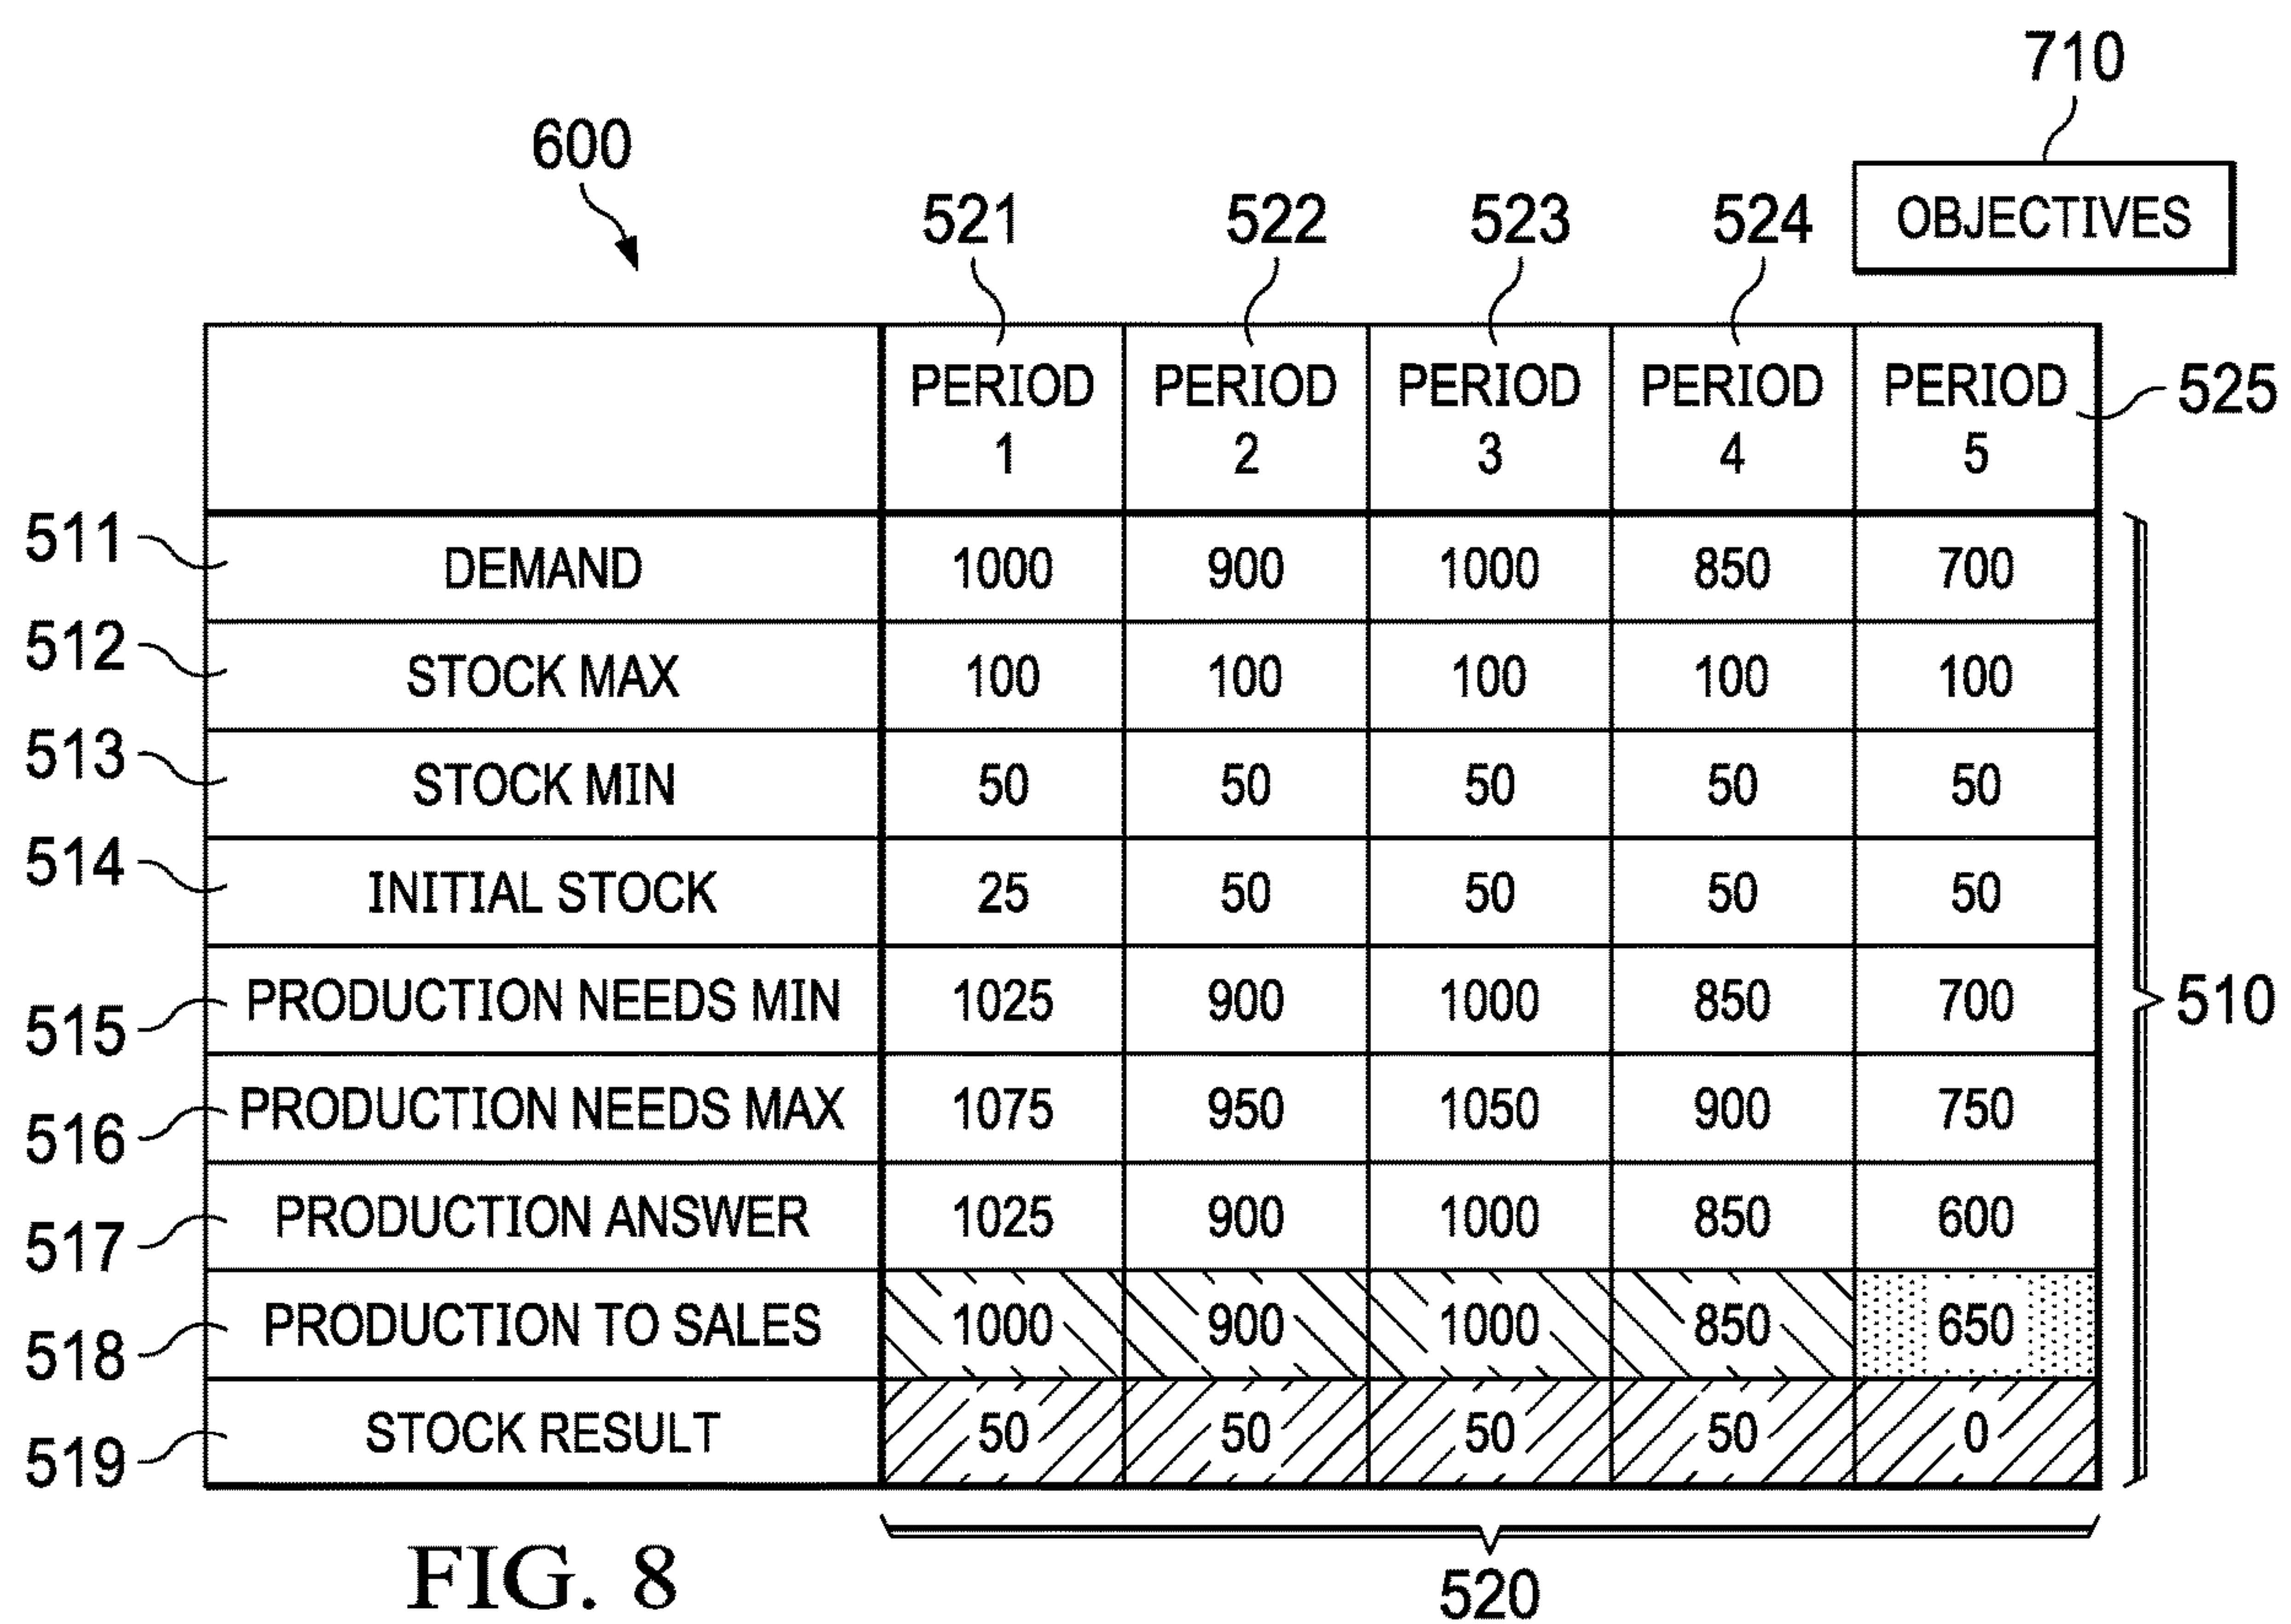 710
600
OBJECTIVES
521 522 523 524
PERIOD 1 PERIOD 2 PERIOD 3 PERIOD 4 PERIOD 5 525
511 DEMAND 1000 900 1000 850 700
512 STOCK MAX 100 100 100 100 100
513 STOCK MIN 50 50 50 50 50
514 INITIAL STOCK 25 50 50 50 50
515 PRODUCTION NEEDS MIN 1025 900 1000 850 700 510
516 PRODUCTION NEEDS MAX 1075 950 1050 900 750
517 PRODUCTION ANSWER 1025 900 1000 850 600
518 PRODUCTION TO SALES 1000 900 1000 850 650
519 STOCK RESULT 50 50 50 50 0
FIG. 8
520